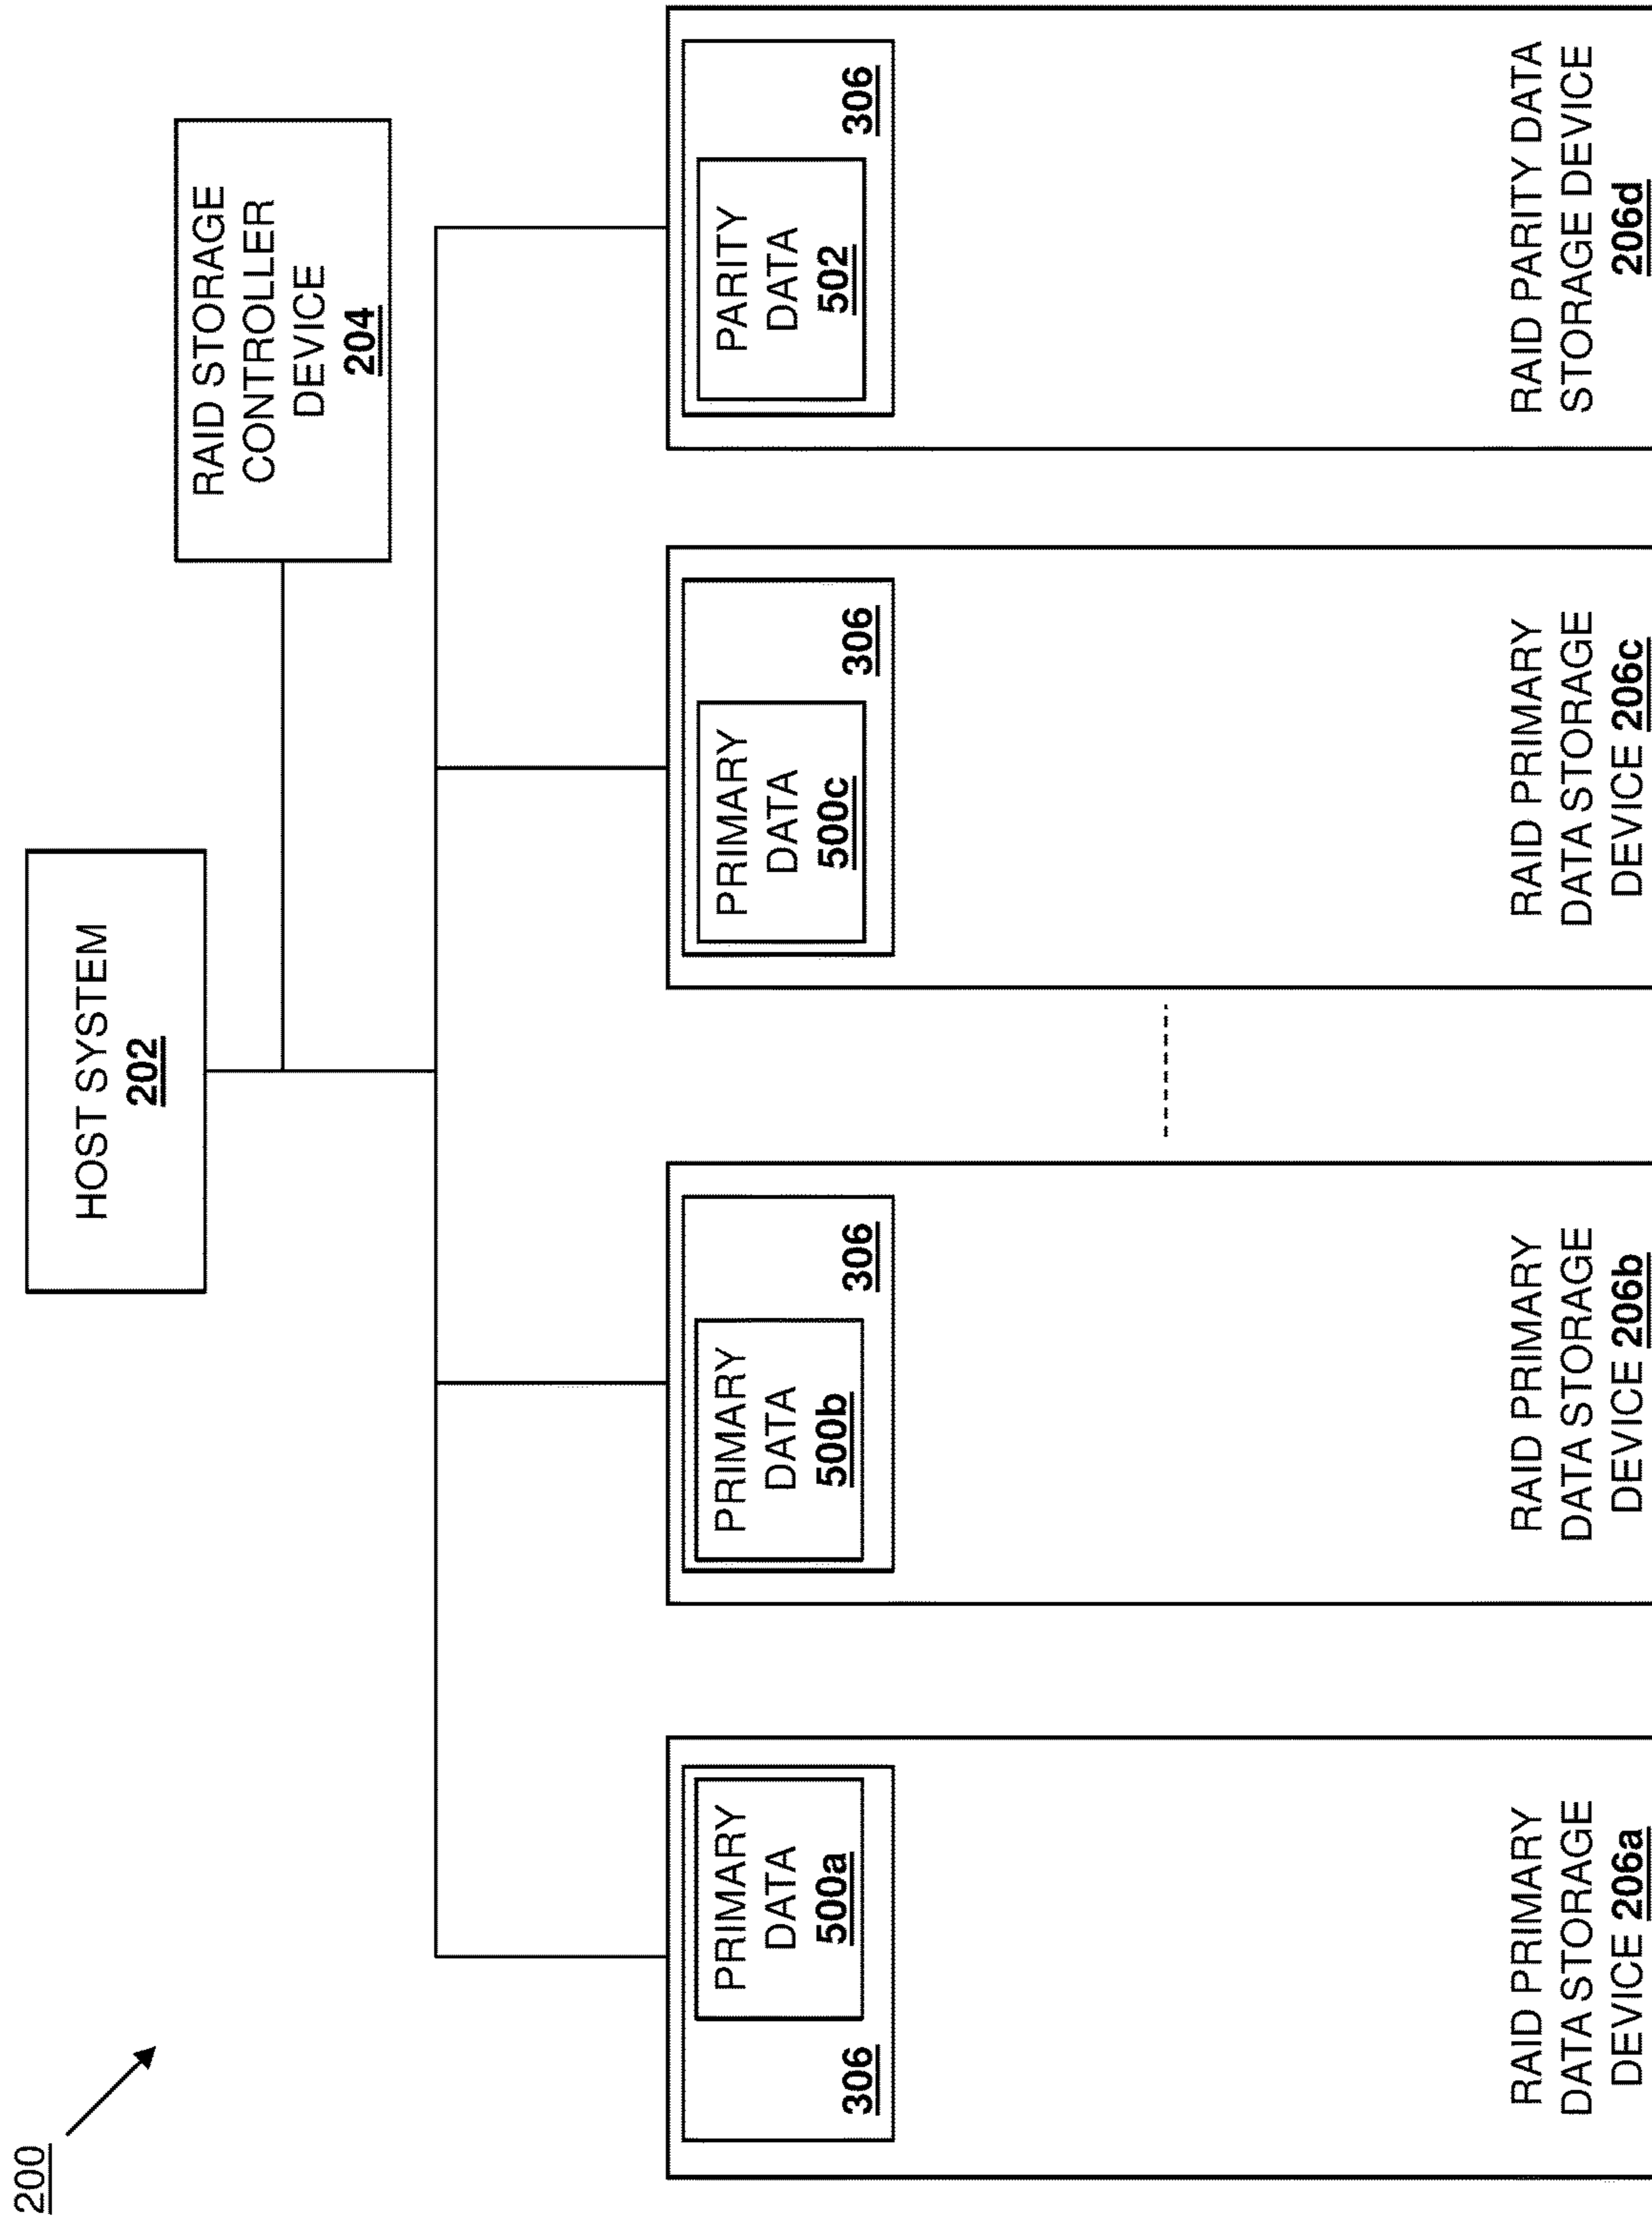 200
HOST SYSTEM
202
RAID STORAGE
CONTROLLER
DEVICE
204
PRIMARY
DATA
500a
306
RAID PRIMARY
DATA STORAGE
DEVICE 206a
PRIMARY
DATA
500b
306
RAID PRIMARY
DATA STORAGE
DEVICE 206b
PRIMARY
DATA
500c
306
RAID PRIMARY
DATA STORAGE
DEVICE 206c
PARITY
DATA
502
306
RAID PARITY DATA
STORAGE DEVICE
206d